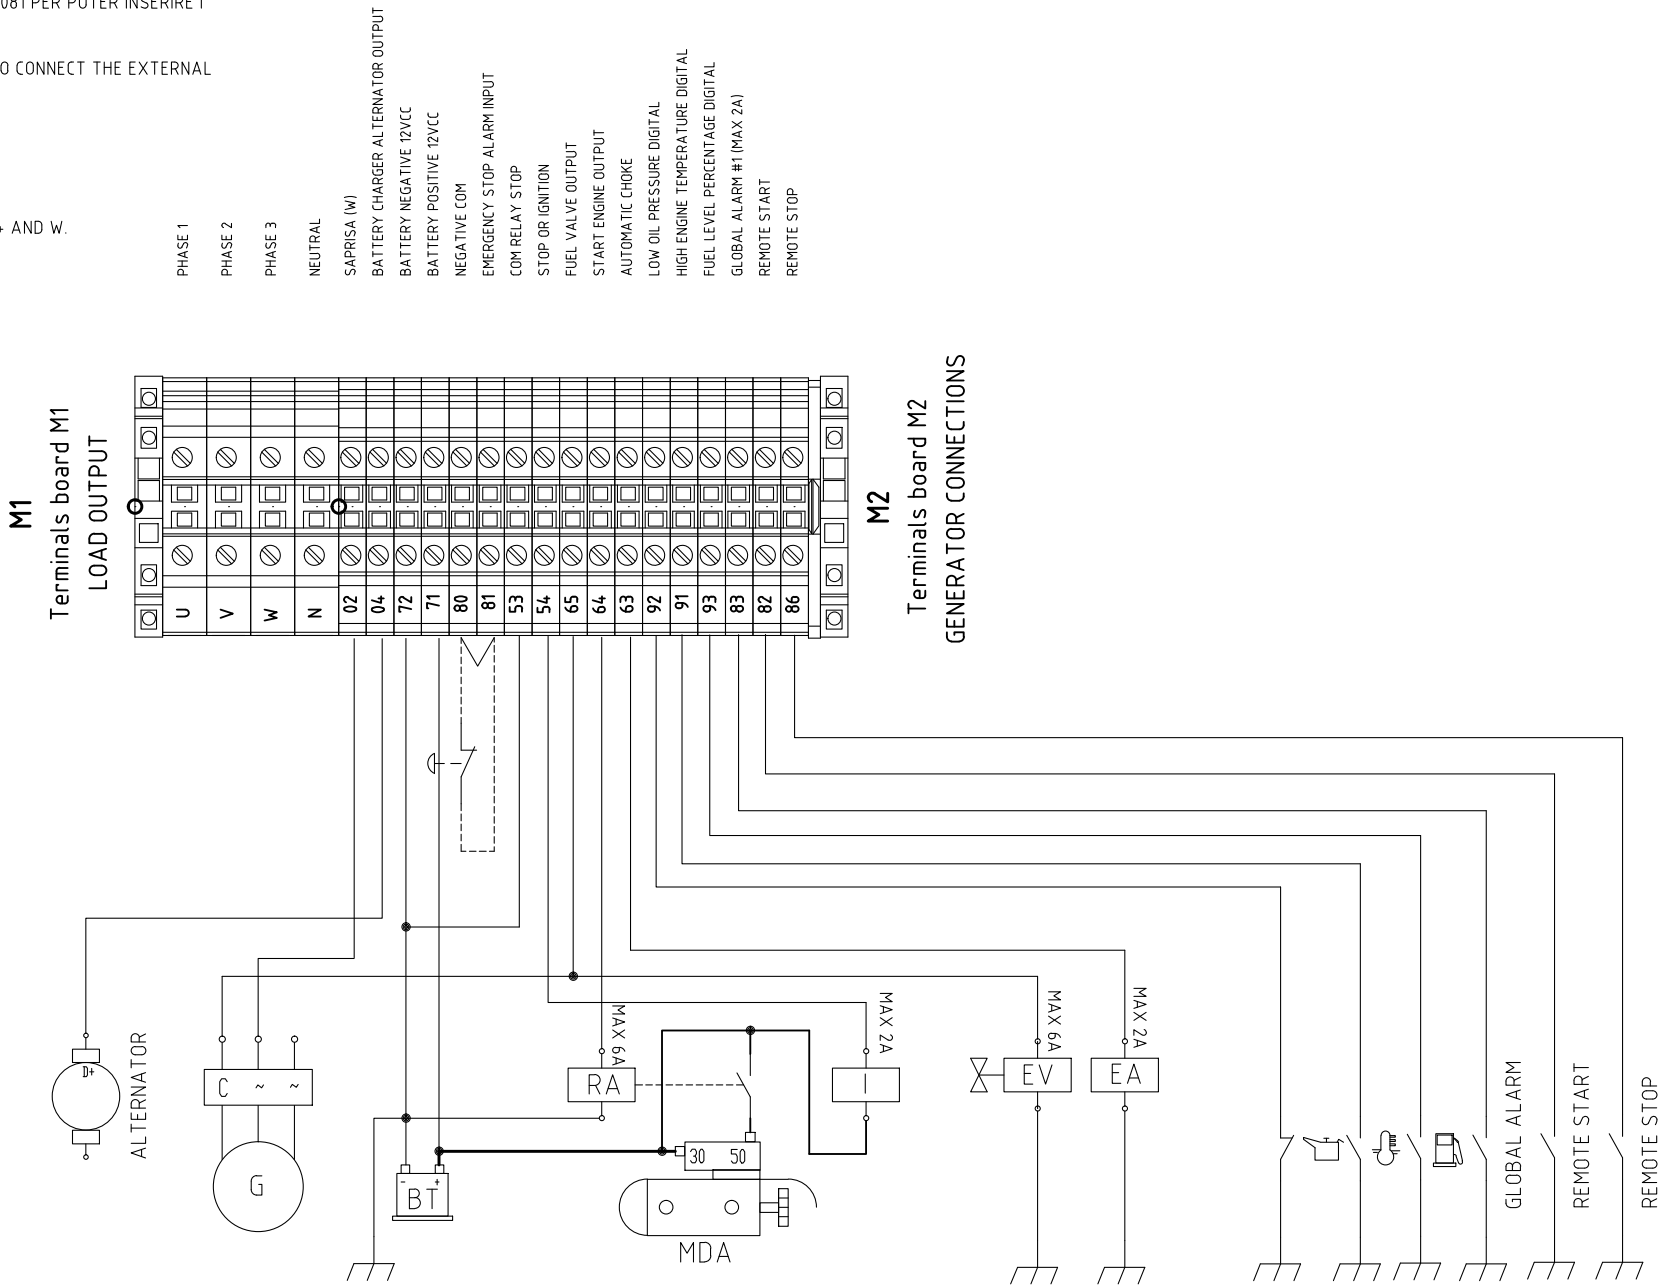 081 PER POTER INSERIRE I
O CONNECT THE EXTERNAL
+ AND W.
PHASE 1
PHASE 2
PHASE 3
NEUTRAL
SAPRISA (W)
BATTERY CHARGER ALTERNATOR OUTPUT
BATTERY NEGATIVE 12VCC
BATTERY POSITIVE 12VCC
NEGATIVE COM
EMERGENCY STOP ALARM INPUT
COM RELAY STOP
STOP OR IGNITION
FUEL VALVE OUTPUT
START ENGINE OUTPUT
AUTOMATIC CHOKE
LOW OIL PRESSURE DIGITAL
HIGH ENGINE TEMPERATURE DIGITAL
FUEL LEVEL PERCENTAGE DIGITAL
GLOBAL ALARM #1 (MAX 2A)
REMOTE START
REMOTE STOP
M1
Terminals board M1
LOAD OUTPUT
U
V
W
N
02
04
72
71
80
81
53
54
65
64
63
92
91
93
83
82
86
M2
Terminals board M2
GENERATOR CONNECTIONS
D+
ALTERNATOR
C ~ ~
G
- +
BT
RA
MAX 6A
30 50
MDA
I
MAX 2A
EV
MAX 6A
EA
MAX 2A
GLOBAL ALARM
REMOTE START
REMOTE STOP